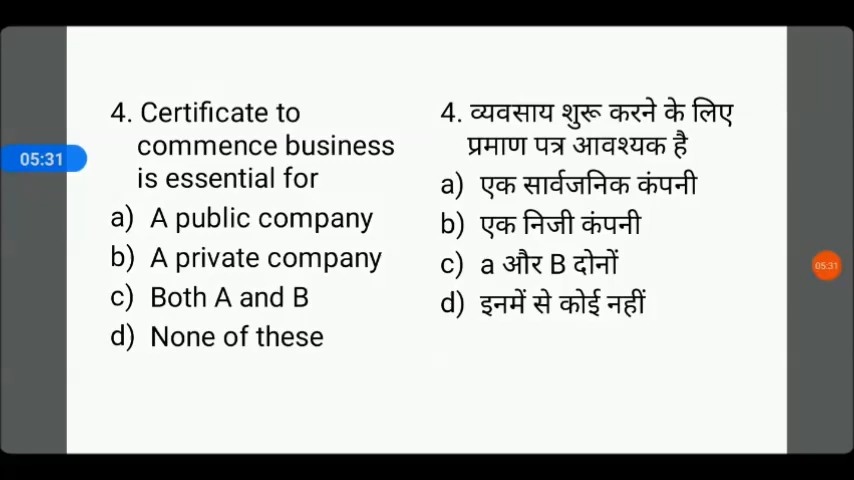 4. Certificate to
commence business
is essential for
a) A public company
b) A private company
c) Both A and B
d) None of these
4. व्यवसाय शुरू करने के लिए
प्रमाण पत्र आवश्यक है
a) एक सार्वजनिक कंपनी
b) एक निजी कंपनी
c) a और B दोनों
d) इनमें से कोई नहीं
05:31
05:31